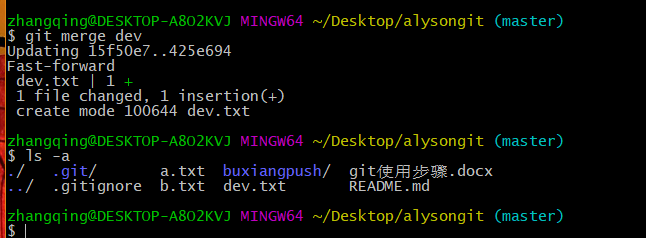 zhangqing@DESKTOP-A8O2KVJ MINGW64 ~/Desktop/alysongit (master)
$ git merge dev
Updating 15f50e7..425e694
Fast-forward
 dev.txt | 1 +
 1 file changed, 1 insertion(+)
 create mode 100644 dev.txt
zhangqing@DESKTOP-A8O2KVJ MINGW64 ~/Desktop/alysongit (master)
$ ls -a
./   .git/       a.txt  buxiangpush/  git使用步骤.docx
../  .gitignore  b.txt  dev.txt       README.md
zhangqing@DESKTOP-A8O2KVJ MINGW64 ~/Desktop/alysongit (master)
$